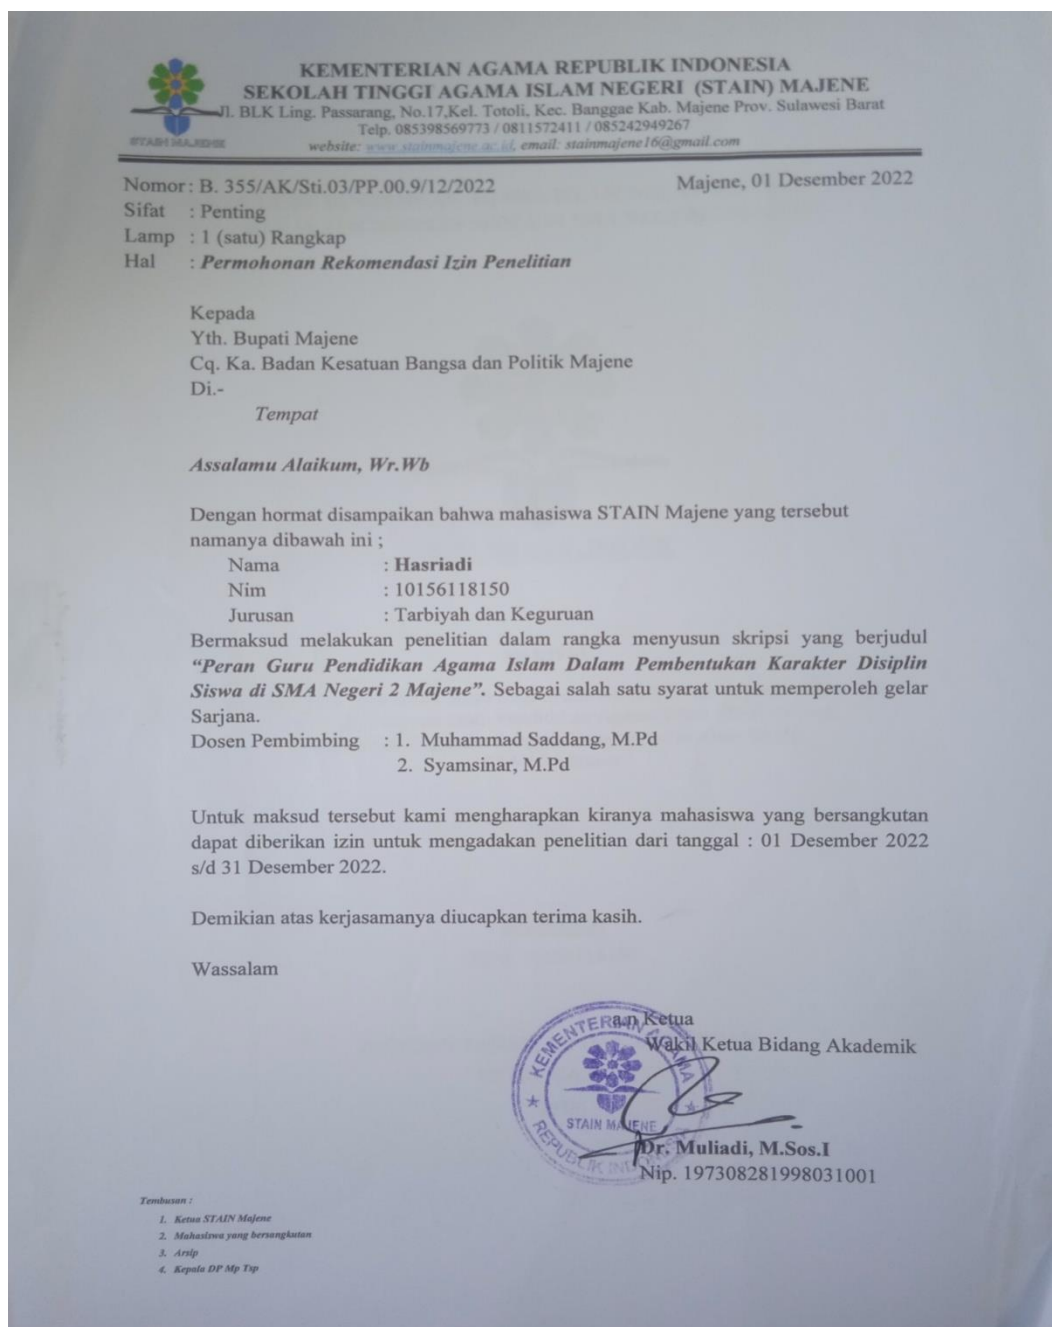 KEMENTERIAN AGAMA REPUBLIK INDONESIA
SEKOLAH TINGGI AGAMA ISLAM NEGERI (STAIN) MAJENE
Jl. BLK Ling. Passarang, No.17,Kel. Totoli, Kec. Banggae Kab. Majene Prov. Sulawesi Barat
Telp. 085398569773 / 0811572411 / 085242949267
website: www.stainmajene.ac.id, email: stainmajene16@gmail.com
STAIN MAJENE
Nomor : B. 355/AK/Sti.03/PP.00.9/12/2022 Majene, 01 Desember 2022
Sifat : Penting
Lamp : 1 (satu) Rangkap
Hal : Permohonan Rekomendasi Izin Penelitian
Kepada
Yth. Bupati Majene
Cq. Ka. Badan Kesatuan Bangsa dan Politik Majene
Di.-
Tempat
Assalamu Alaikum, Wr.Wb
Dengan hormat disampaikan bahwa mahasiswa STAIN Majene yang tersebut
namanya dibawah ini ;
Nama : Hasriadi
Nim : 10156118150
Jurusan : Tarbiyah dan Keguruan
Bermaksud melakukan penelitian dalam rangka menyusun skripsi yang berjudul
“Peran Guru Pendidikan Agama Islam Dalam Pembentukan Karakter Disiplin
Siswa di SMA Negeri 2 Majene”. Sebagai salah satu syarat untuk memperoleh gelar
Sarjana.
Dosen Pembimbing : 1. Muhammad Saddang, M.Pd
2. Syamsinar, M.Pd
Untuk maksud tersebut kami mengharapkan kiranya mahasiswa yang bersangkutan
dapat diberikan izin untuk mengadakan penelitian dari tanggal : 01 Desember 2022
s/d 31 Desember 2022.
Demikian atas kerjasamanya diucapkan terima kasih.
Wassalam
a.n Ketua
Wakil Ketua Bidang Akademik
KEMENTERIAN AGAMA
STAIN MAJENE
REPUBLIK INDONESIA
Dr. Muliadi, M.Sos.I
Nip. 197308281998031001
Tembusan :
1. Ketua STAIN Majene
2. Mahasiswa yang bersangkutan
3. Arsip
4. Kepala DP Mp Tsp